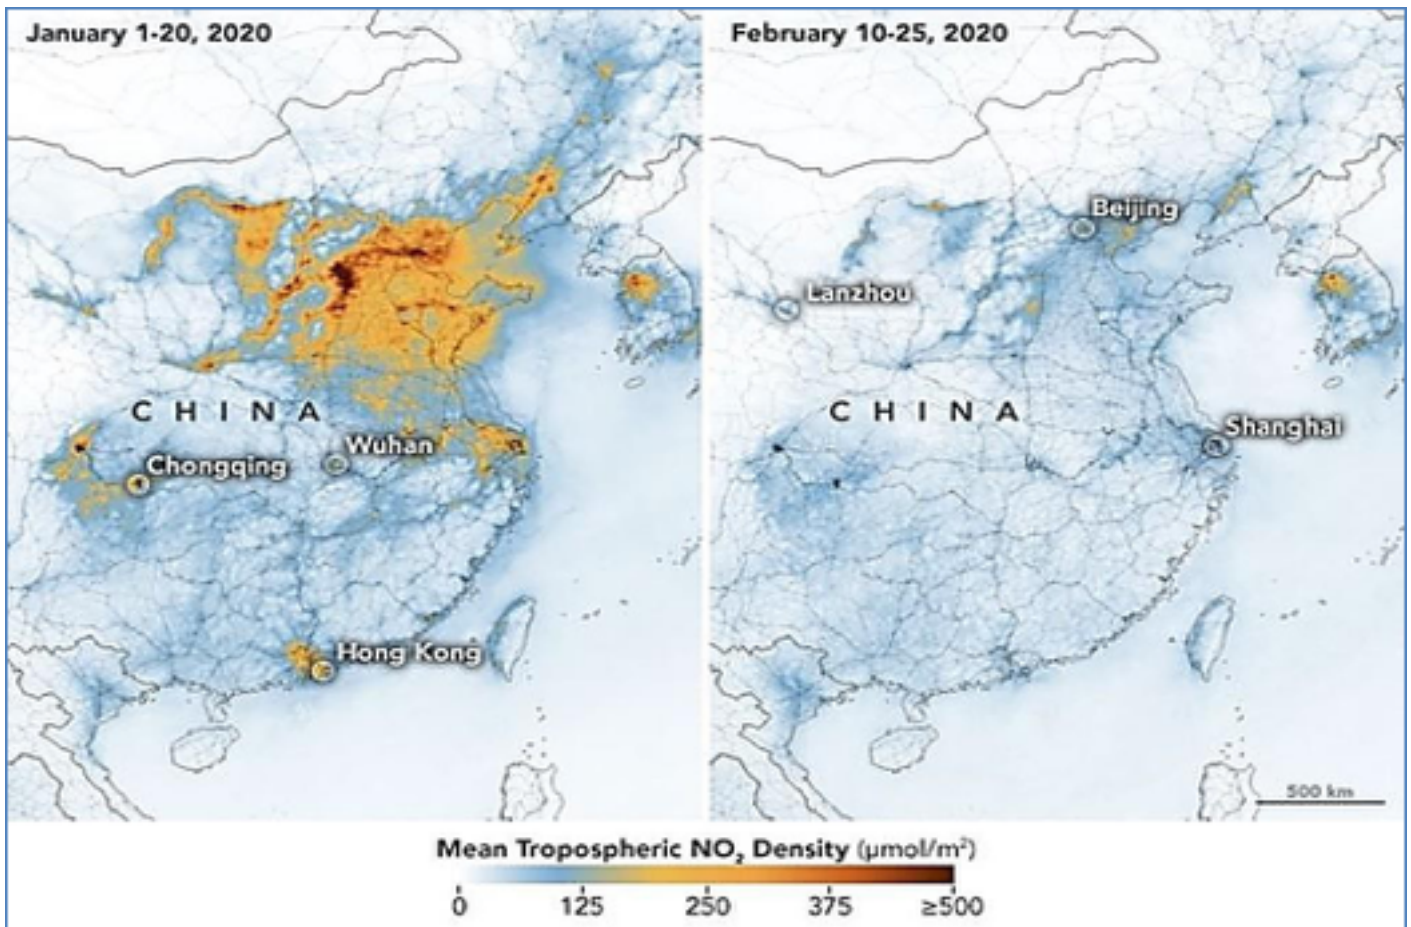 January 1-20, 2020
February 10-25, 2020
Beijing
Lanzhou
C H I N A
C H I N A
Wuhan
Shanghai
Chongqing
Hong Kong
500 km
Mean Tropospheric NO₂ Density (µmol/m²)
0 125 250 375 ≥500